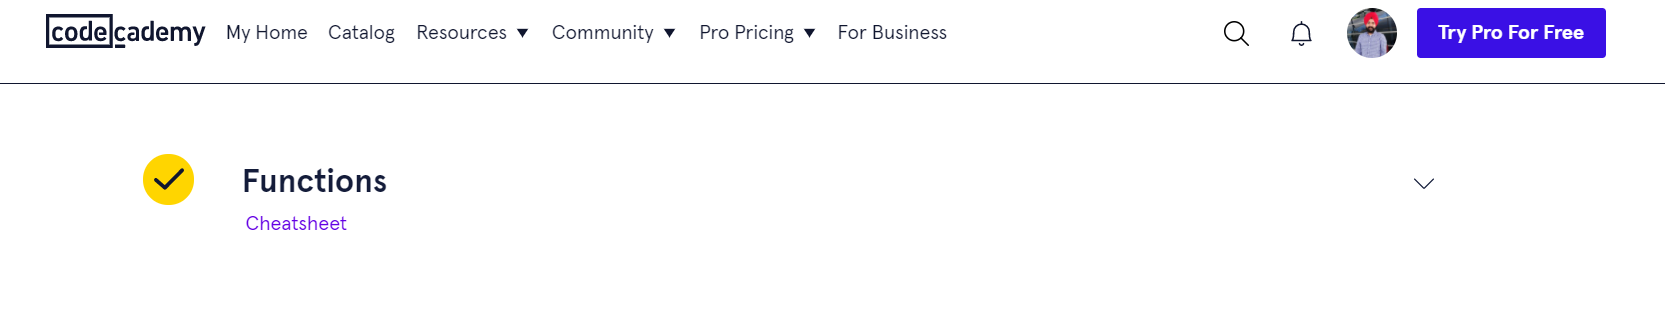 codecademy My Home Catalog Resources Community Pro Pricing For Business Try Pro For Free
Functions
Cheatsheet